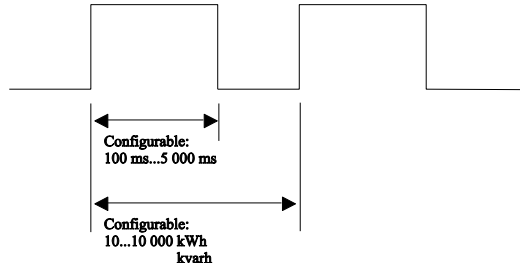 Configurable:
100 ms...5 000 ms
Configurable:
10...10 000 kWh
kvarh